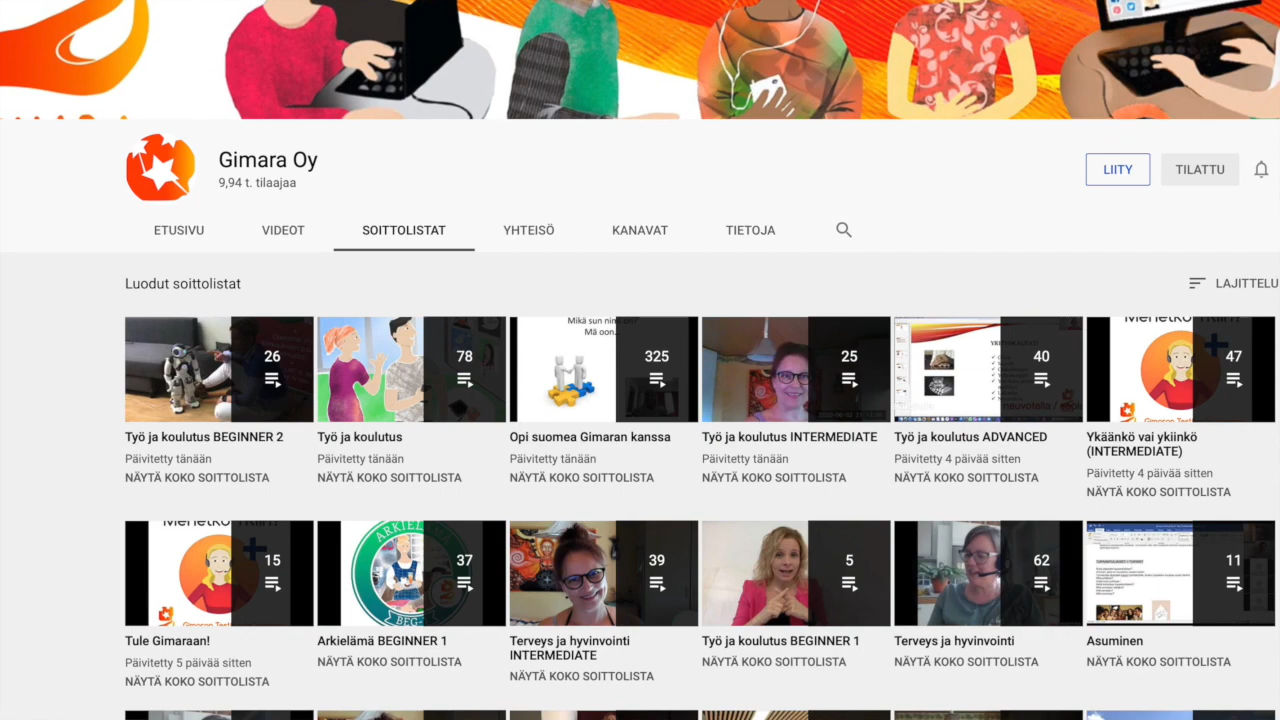 Gimara Oy
9,94 t. tilaajaa
LIITY
TILATTU
ETUSIVU
VIDEOT
SOITTOLISTAT
YHTEISÖ
KANAVAT
TIETOJA
Luodut soittolistat
LAJITTELU
26
78
Mikä sun nim
Mä oon..
325
25
40
47
Työ ja koulutus BEGINNER 2
Päivitetty tänään
NÄYTÄ KOKO SOITTOLISTA
Työ ja koulutus
Päivitetty tänään
NÄYTÄ KOKO SOITTOLISTA
Opi suomea Gimaran kanssa
Päivitetty tänään
NÄYTÄ KOKO SOITTOLISTA
Työ ja koulutus INTERMEDIATE
Päivitetty tänään
NÄYTÄ KOKO SOITTOLISTA
Työ ja koulutus ADVANCED
Päivitetty 4 päivää sitten
NÄYTÄ KOKO SOITTOLISTA
Ykäänkö vai ykiinkö
(INTERMEDIATE)
Päivitetty 4 päivää sitten
NÄYTÄ KOKO SOITTOLISTA
15
ARKIEL
BEG
37
39
5
62
11
Tule Gimaraan!
Päivitetty 5 päivää sitten
NÄYTÄ KOKO SOITTOLISTA
Arkielämä BEGINNER 1
NÄYTÄ KOKO SOITTOLISTA
Terveys ja hyvinvointi
INTERMEDIATE
NÄYTÄ KOKO SOITTOLISTA
Työ ja koulutus BEGINNER 1
NÄYTÄ KOKO SOITTOLISTA
Terveys ja hyvinvointi
NÄYTÄ KOKO SOITTOLISTA
Asuminen
NÄYTÄ KOKO SOITTOLISTA